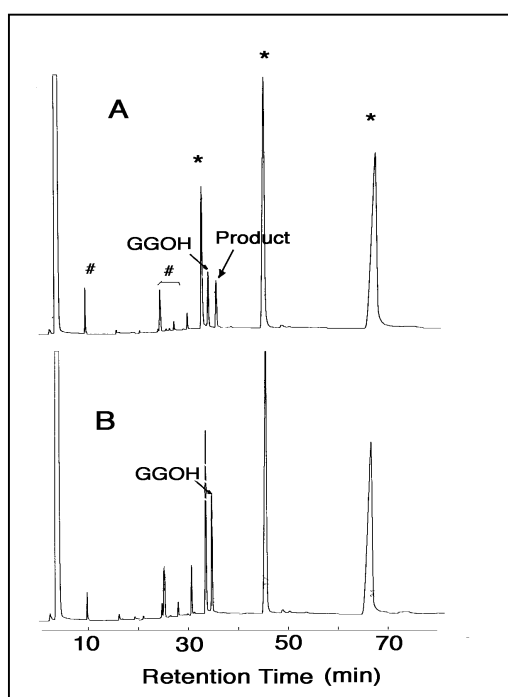 *
*
A
*
GGOH
Product
#
#
B
GGOH
10
30
50
70
Retention Time (min)